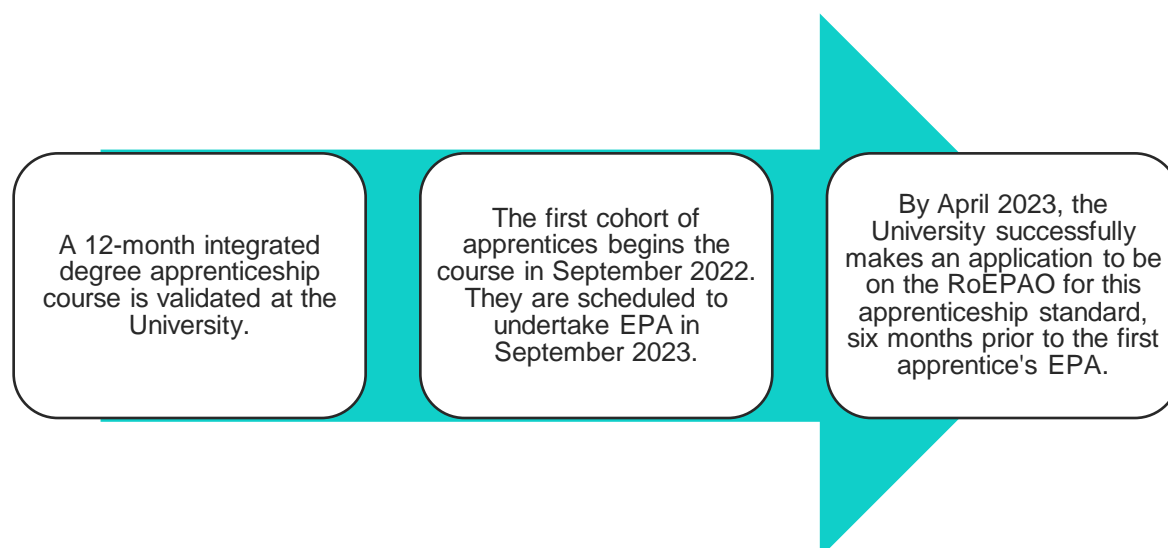 A 12-month integrated
degree apprenticeship
course is validated at the
University.
The first cohort of
apprentices begins the
course in September 2022.
They are scheduled to
undertake EPA in
September 2023.
By April 2023, the
University successfully
makes an application to be
on the RoEPAO for this
apprenticeship standard,
six months prior to the first
apprentice's EPA.